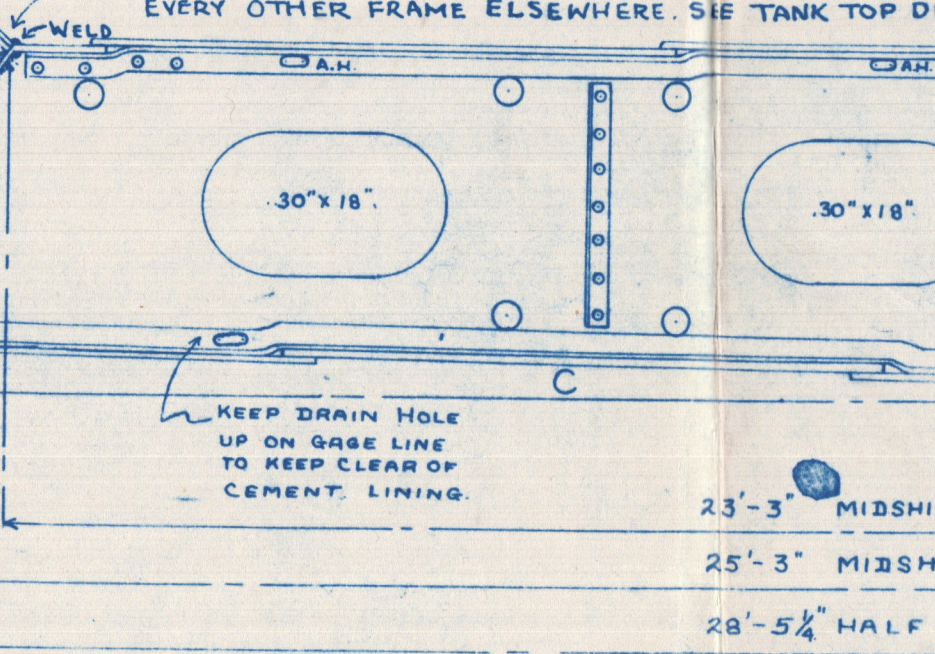 EVERY OTHER FRAME ELSEWHERE. SEE TANK TOP
WELD
A.H.
A.H.
30" x 18".
.30" x 18".
C
KEEP DRAIN HOLE
UP ON GAGE LINE
TO KEEP CLEAR OF
CEMENT LINING.
23'-3" MIDSHI
25'-3" MIDSH
28'-5¼" HALF